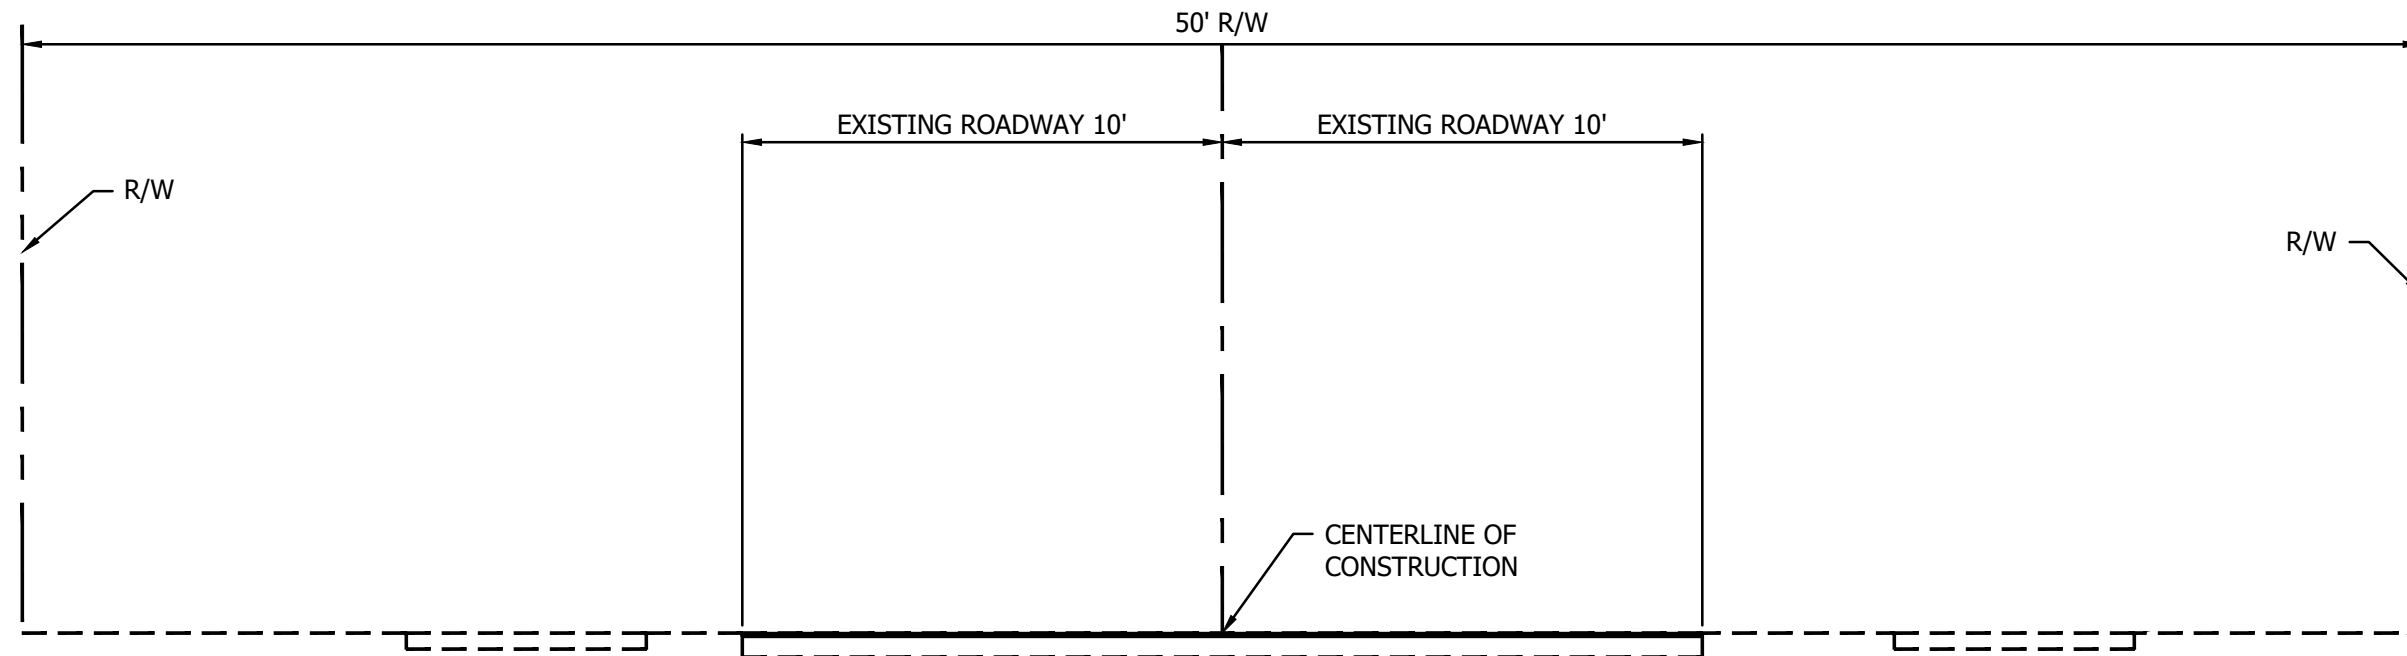 50' R/W
EXISTING ROADWAY 10'
EXISTING ROADWAY 10'
R/W
R/W
CENTERLINE OF
CONSTRUCTION